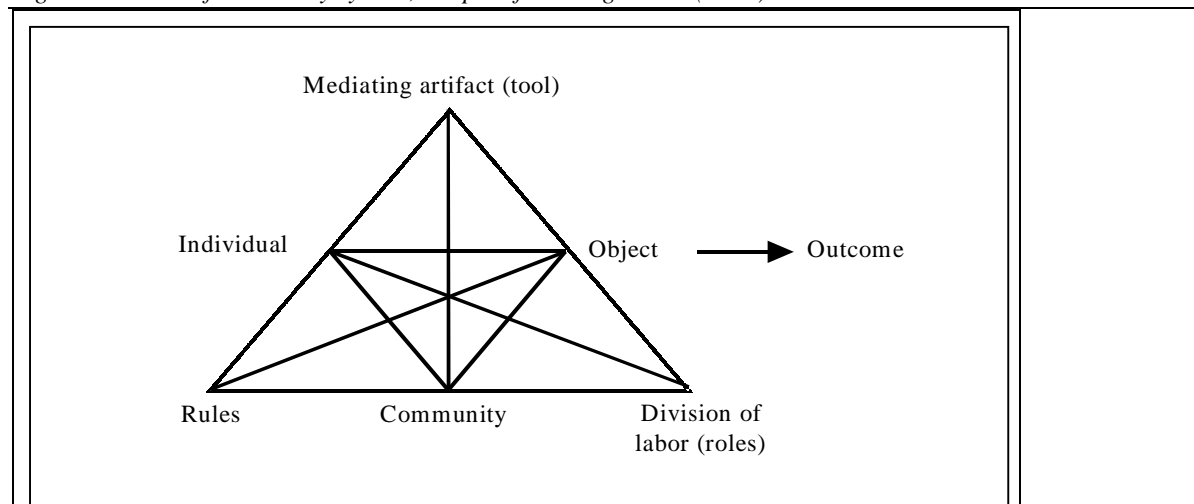 Mediating artifact (tool)
Individual
Object
Outcome
Rules
Community
Division of
labor (roles)